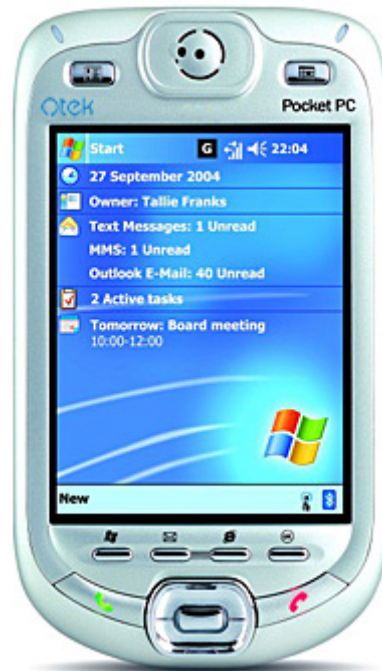 Qtek
Pocket PC
Start G 22:04
27 September 2004
Owner: Tallie Franks
Text Messages: 1 Unread
MMS: 1 Unread
Outlook E-Mail: 40 Unread
2 Active tasks
Tomorrow: Board meeting
10:00-12:00
New